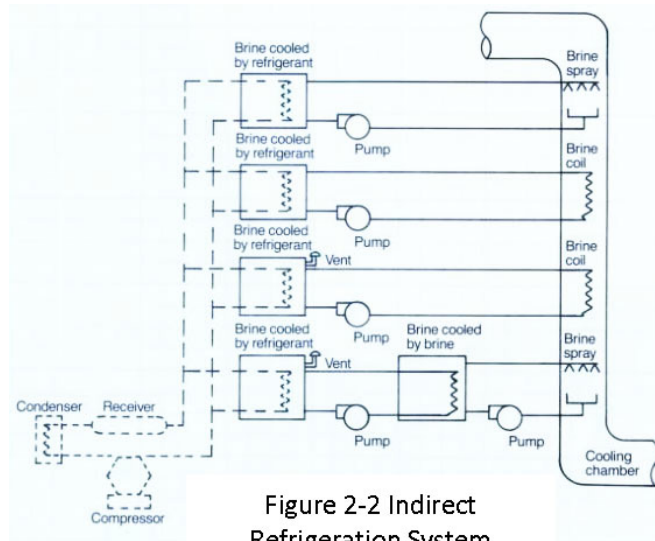 Brine cooled
by refrigerant
Brine
spray
Pump
Brine cooled
by refrigerant
Brine
coil
Pump
Brine cooled
by refrigerant
Vent
Brine
coil
Pump
Brine cooled
by refrigerant
Vent
Brine cooled
by brine
Brine
spray
Condenser
Receiver
Pump
Pump
Cooling
chamber
Compressor
Figure 2-2 Indirect
Refrigeration System